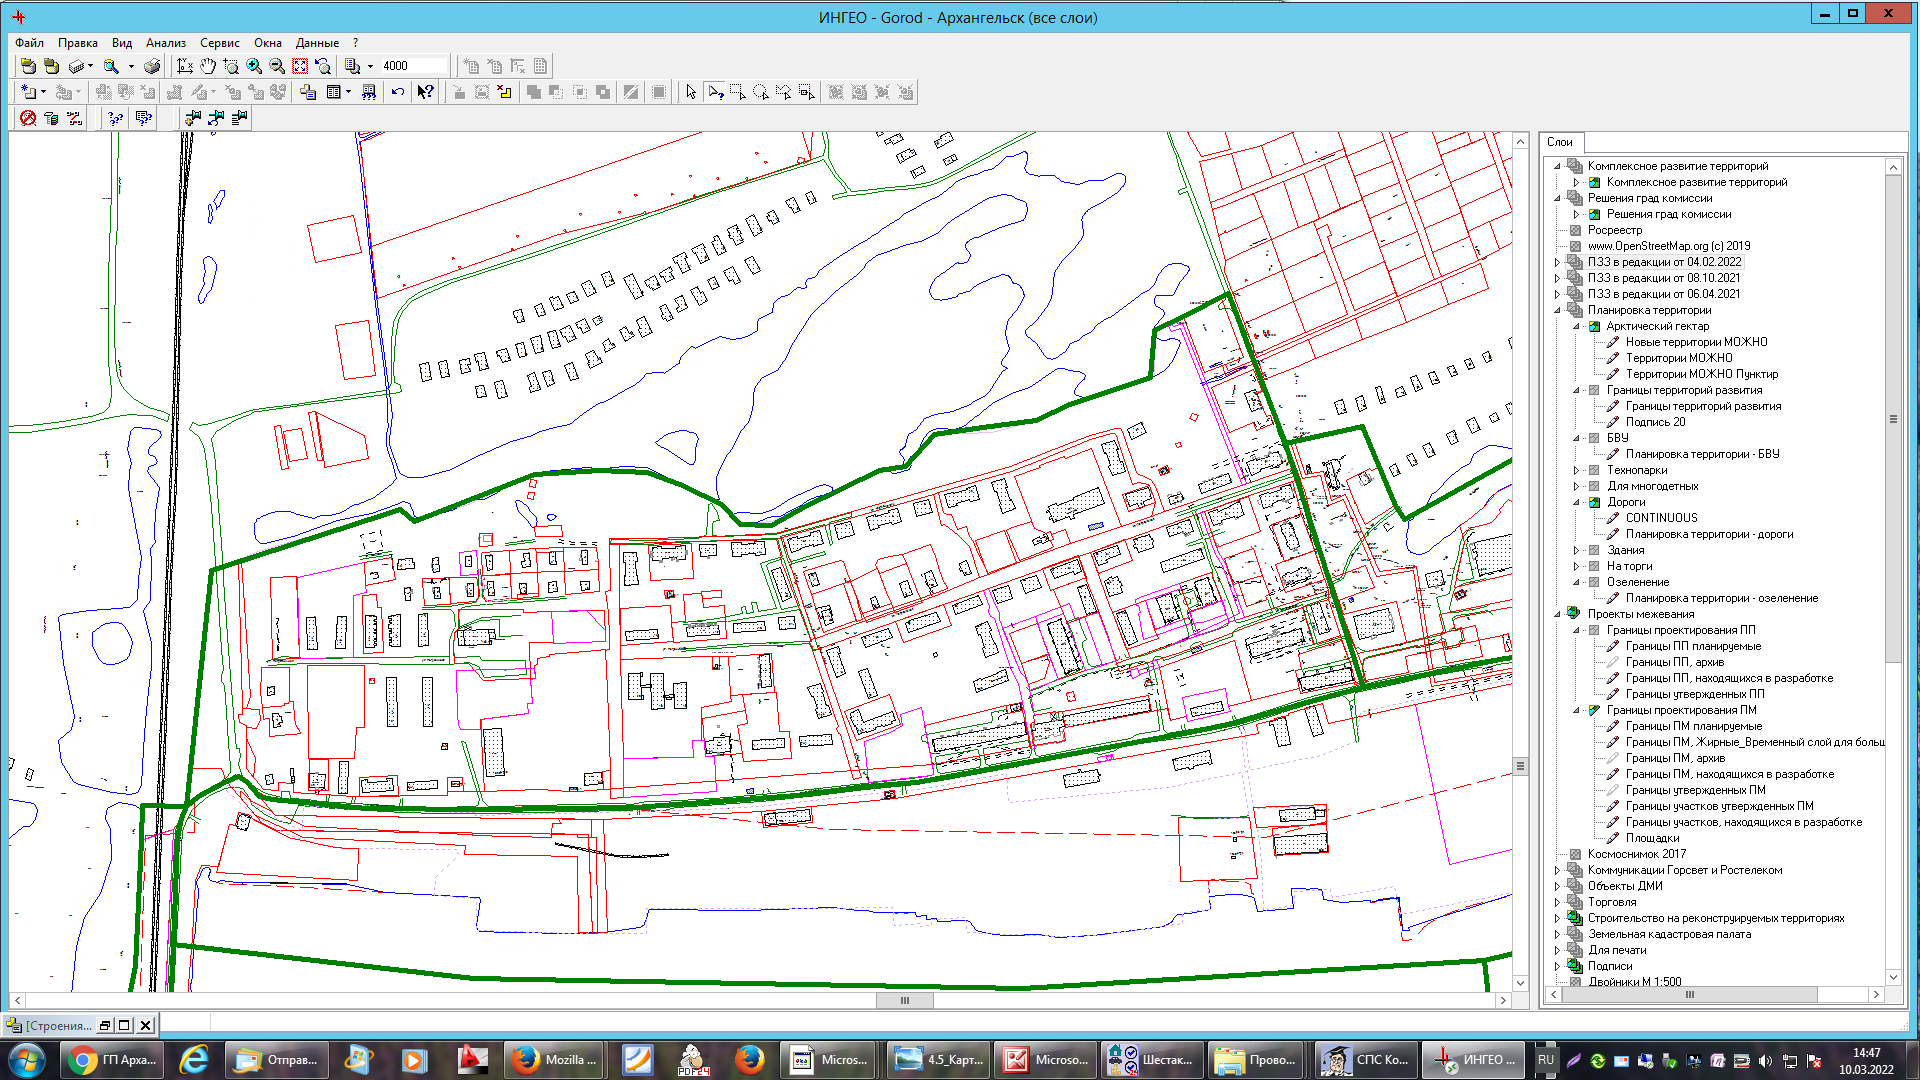 ИНГЕО - Gorod - Архангельск (все слои)
Файл Правка Вид Анализ Сервис Окна Данные ?
4000
Слои
Комплексное развитие территорий
Комплексное развитие территорий
Решения град комиссии
Решения град комиссии
Росреестр
www.OpenStreetMap.org (c) 2019
ПЗЗ в редакции от 04.02.2022
ПЗЗ в редакции от 08.10.2021
ПЗЗ в редакции от 06.04.2021
Планировка территории
Арктический гектар
Новые территории МОЖНО
Территории МОЖНО
Территории МОЖНО Пунктир
Границы территорий развития
Границы территорий развития
Подпись 20
БВУ
Планировка территории - БВУ
Технопарки
Для многодетных
Дороги
CONTINUOUS
Планировка территории - дороги
Здания
На торги
Озеленение
Планировка территории - озеленение
Проекты межевания
Границы проектирования ПП
Границы ПП планируемые
Границы ПП, архив
Границы ПП, находящихся в разработке
Границы утвержденных ПП
Границы проектирования ПМ
Границы ПМ планируемые
Границы ПМ, Жирные_Временный слой для больш
Границы ПМ, архив
Границы ПМ, находящихся в разработке
Границы утвержденных ПМ
Границы участков утвержденных ПМ
Границы участков, находящихся в разработке
Площадки
Космоснимок 2017
Коммуникации Горсвет и Ростелеком
Объекты ДМИ
Торговля
Строительство на реконструируемых территориях
Земельная кадастровая палата
Для печати
Подписи
Двойники М 1:500
[Строения...
ГП Арха...
Отправ...
Mozilla ...
PDF24
Micros...
4.5_Карт...
Microso...
Шестак...
Прово...
СПС Ко...
ИНГЕО ...
RU
14:47
10.03.2022